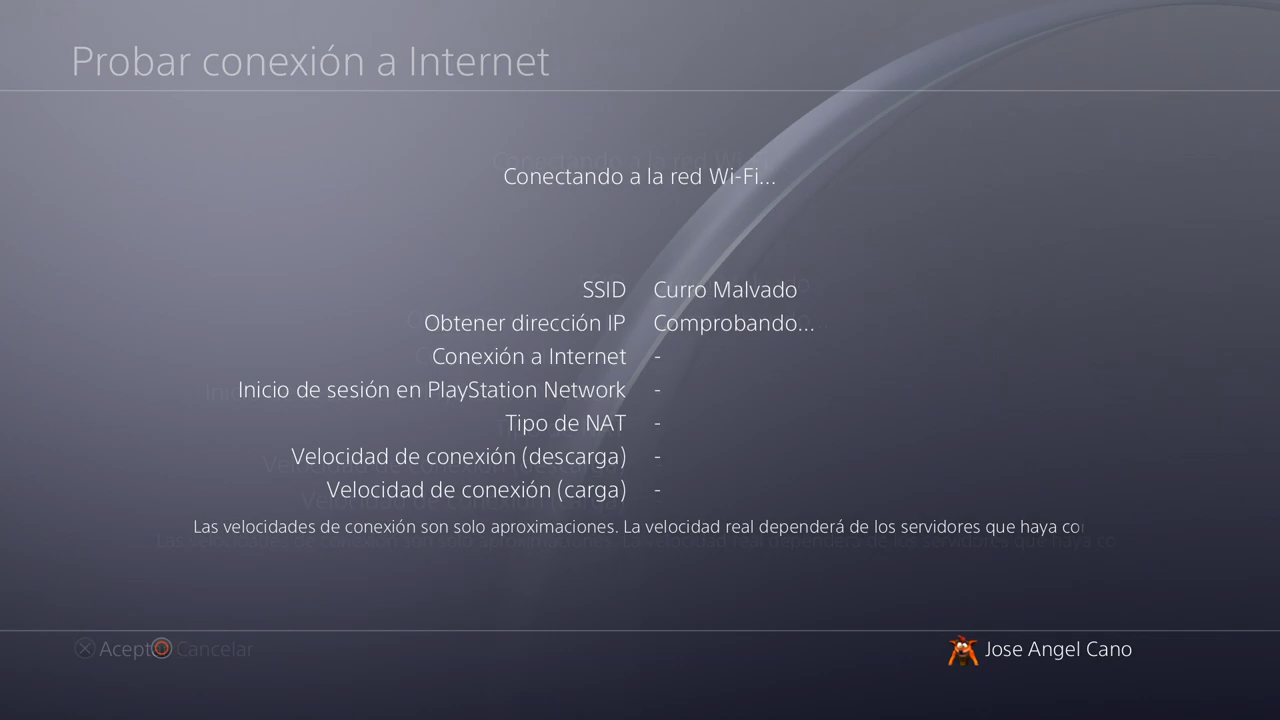 Probar conexión a Internet
Conectando a la red Wi-Fi...
SSID Curro Malvado
Obtener dirección IP Comprobando...
Conexión a Internet -
Inicio de sesión en PlayStation Network -
Tipo de NAT -
Velocidad de conexión (descarga) -
Velocidad de conexión (carga) -
Las velocidades de conexión son solo aproximaciones. La velocidad real dependerá de los servidores que haya co
Cancelar Jose Angel Cano